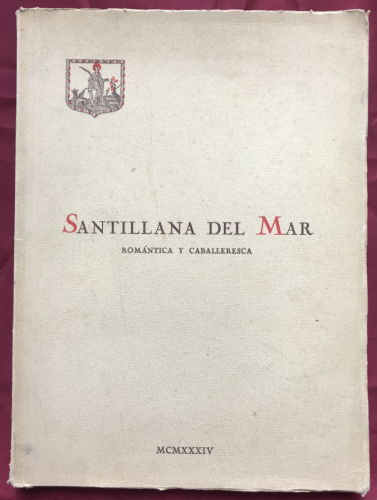 SANTILLANA DEL MAR
ROMÁNTICA Y CABALLERESCA
MCMXXXIV